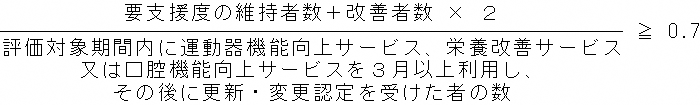 要支援度の維持者数＋改善者数 × ２
≧ 0.7
評価対象期間内に運動器機能向上サービス、栄養改善サービス
又は口腔機能向上サービスを３月以上利用し、
その後に更新・変更認定を受けた者の数